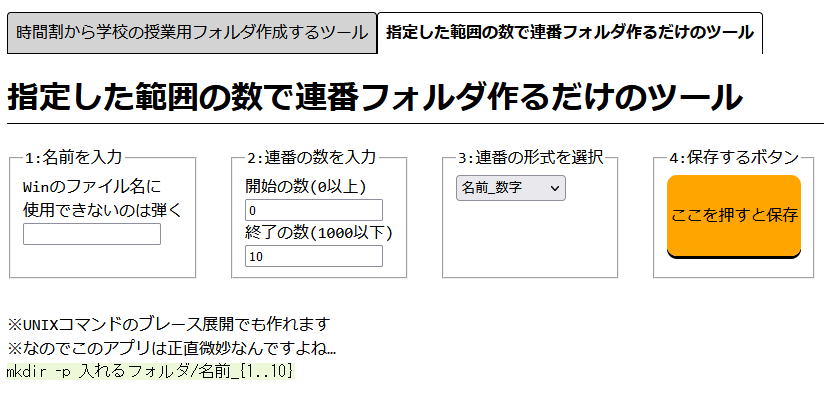 時間割から学校の授業用フォルダ作成するツール
指定した範囲の数で連番フォルダ作るだけのツール
指定した範囲の数で連番フォルダ作るだけのツール
1:名前を入力
Winのファイル名に
使用できないのは弾く
2:連番の数を入力
開始の数(0以上)
0
終了の数(1000以下)
10
3:連番の形式を選択
名前_数字
4:保存するボタン
ここを押すと保存
※UNIXコマンドのブレース展開でも作れます
※なのでこのアプリは正直微妙なんですよね…
mkdir -p 入れるフォルダ/名前_{1..10}